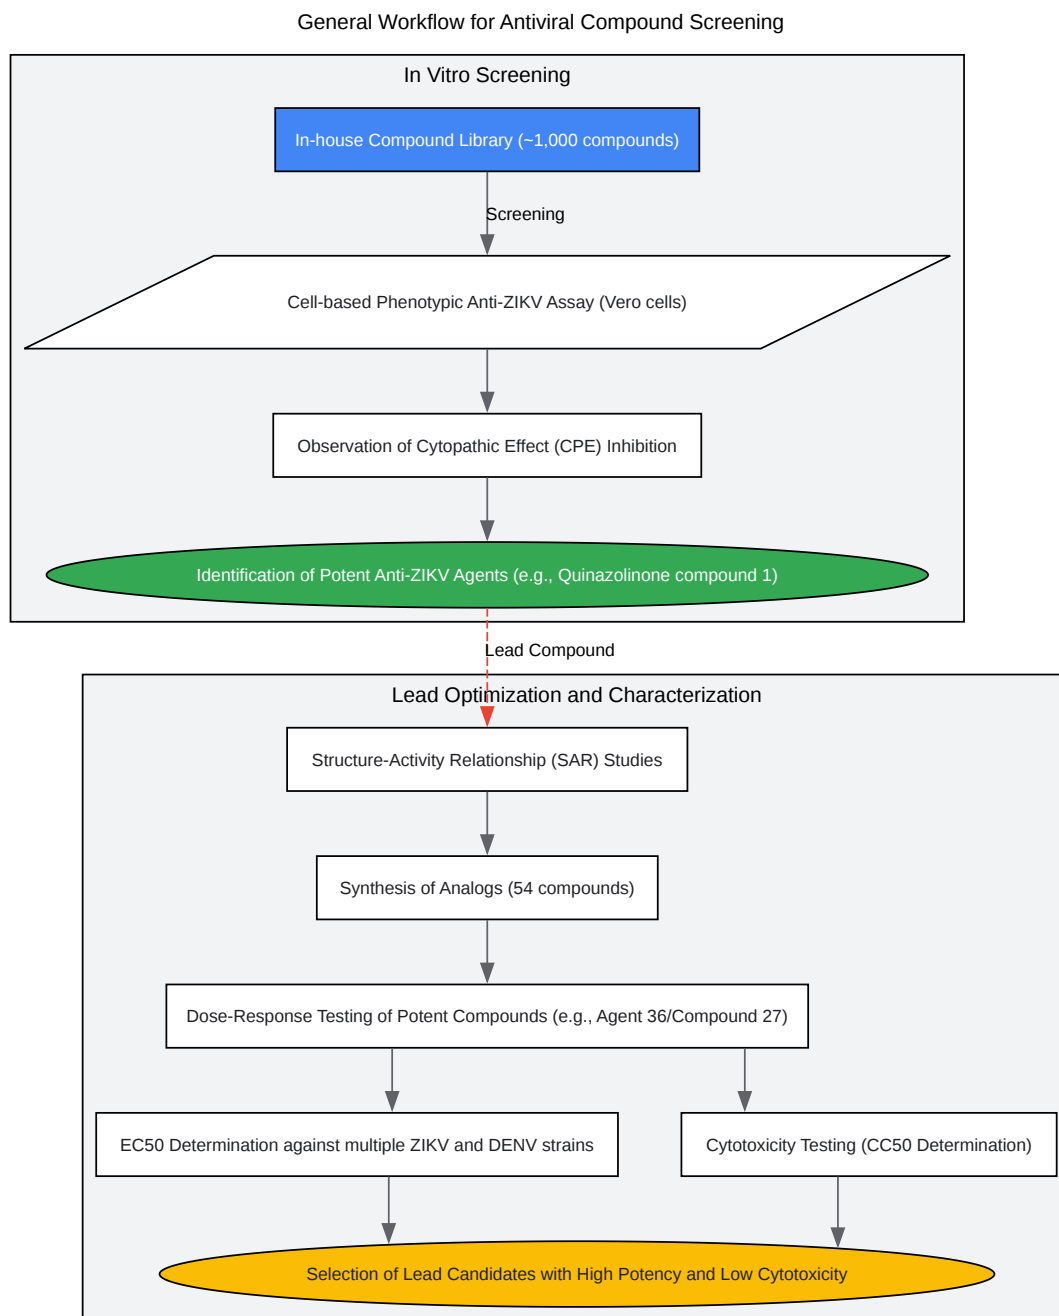 General Workflow for Antiviral Compound Screening
In Vitro Screening
In-house Compound Library (~1,000 compounds)
Screening
Cell-based Phenotypic Anti-ZIKV Assay (Vero cells)
Observation of Cytopathic Effect (CPE) Inhibition
Identification of Potent Anti-ZIKV Agents (e.g., Quinazolinone compound 1)
Lead Compound
Lead Optimization and Characterization
Structure-Activity Relationship (SAR) Studies
Synthesis of Analogs (54 compounds)
Dose-Response Testing of Potent Compounds (e.g., Agent 36/Compound 27)
EC50 Determination against multiple ZIKV and DENV strains
Cytotoxicity Testing (CC50 Determination)
Selection of Lead Candidates with High Potency and Low Cytotoxicity